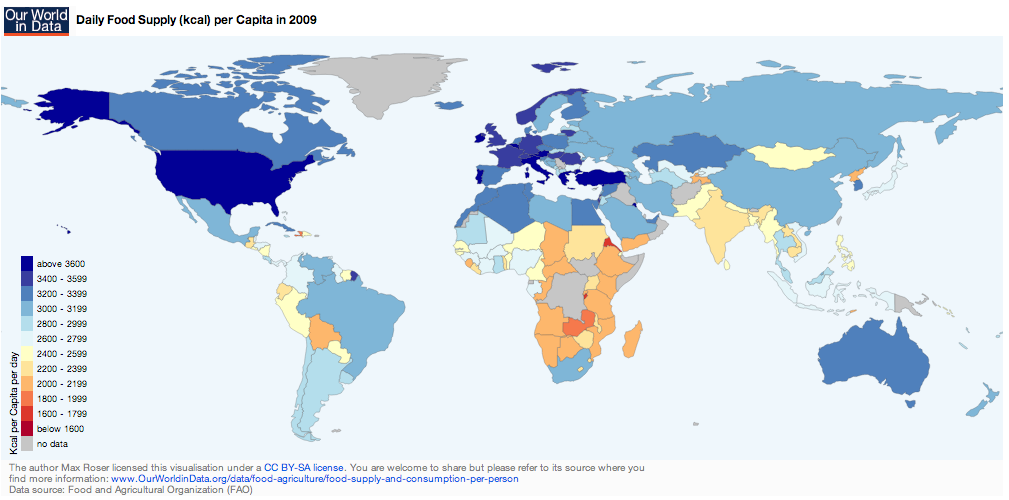 Our World
in Data
Daily Food Supply (kcal) per Capita in 2009
Kcal per Capita per day
above 3600
3400 - 3599
3200 - 3399
3000 - 3199
2800 - 2999
2600 - 2799
2400 - 2599
2200 - 2399
2000 - 2199
1800 - 1999
1600 - 1799
below 1600
no data
The author Max Roser licensed this visualisation under a CC BY-SA license. You are welcome to share but please refer to its source where you
find more information: www.OurWorldinData.org/data/food-agriculture/food-supply-and-consumption-per-person
Data source: Food and Agricultural Organization (FAO)